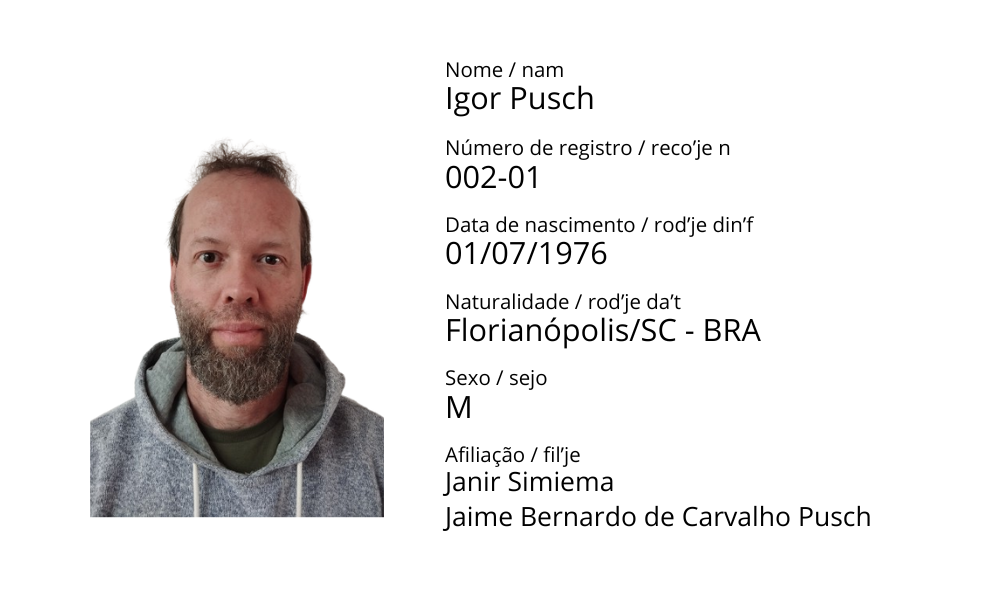 Nome / nam
Igor Pusch
Número de registro / reco’je n
002-01
Data de nascimento / rod’je din’f
01/07/1976
Naturalidade / rod’je da’t
Florianópolis/SC - BRA
Sexo / sejo
M
Afiliação / fil’je
Janir Simiema
Jaime Bernardo de Carvalho Pusch